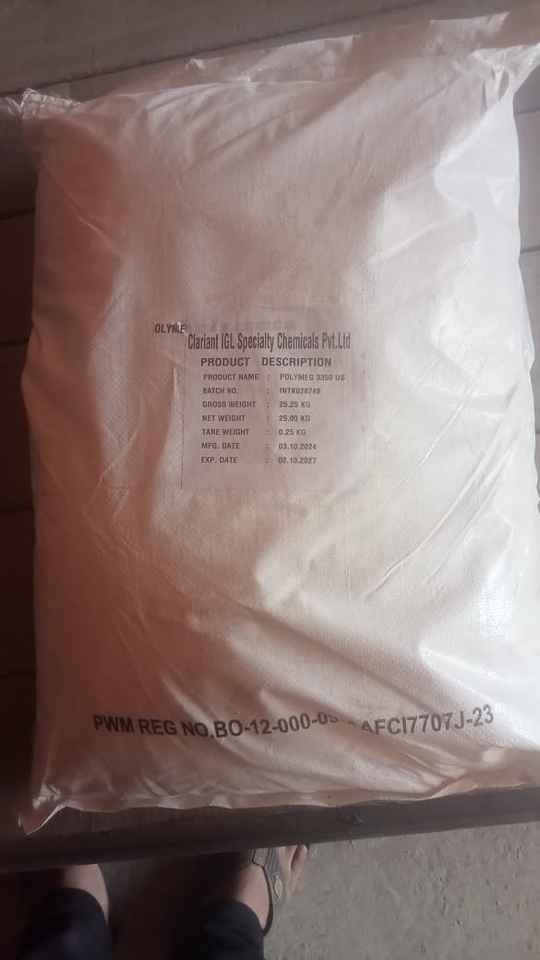 OLYME
Clariant IGL Specialty Chemicals Pvt.Ltd
PRODUCT DESCRIPTION
PRODUCT NAME : POLYMEG 3350 US
BATCH NO. :
GROSS WEIGHT : 25.25 KG
NET WEIGHT : 25.00 KG
TARE WEIGHT : 0.25 KG
MFG. DATE : 03.10.2024
EXP. DATE : 02.10.2027
PWM REG NO,BO-12-000-0 AFCI7707J-23